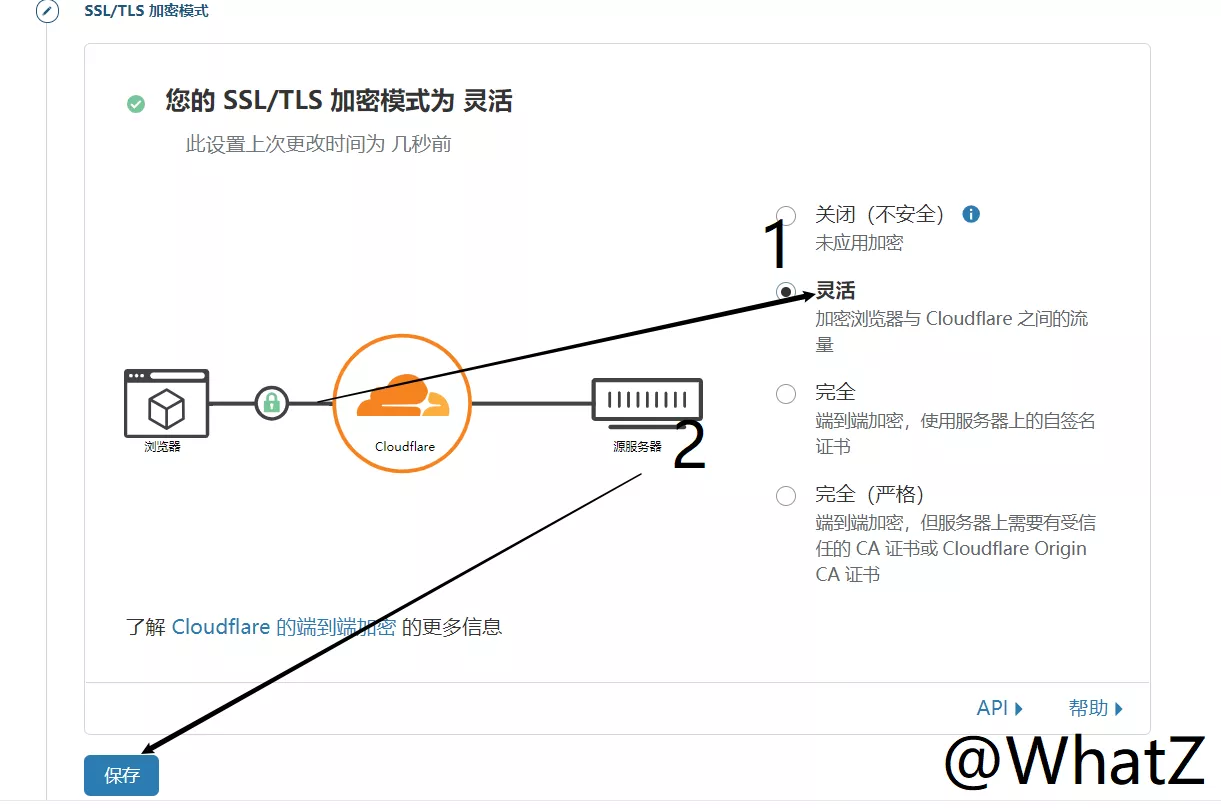 SSL/TLS 加密模式
您的 SSL/TLS 加密模式为 灵活
此设置上次更改时间为 几秒前
关闭（不安全）
未应用加密
1
灵活
加密浏览器与 Cloudflare 之间的流
量
完全
端到端加密，使用服务器上的自签名
证书
浏览器
Cloudflare
源服务器
2
完全（严格）
端到端加密，但服务器上需要有受信
任的 CA 证书或 Cloudflare Origin
CA 证书
了解 Cloudflare 的端到端加密 的更多信息
API
帮助
@WhatZ
保存